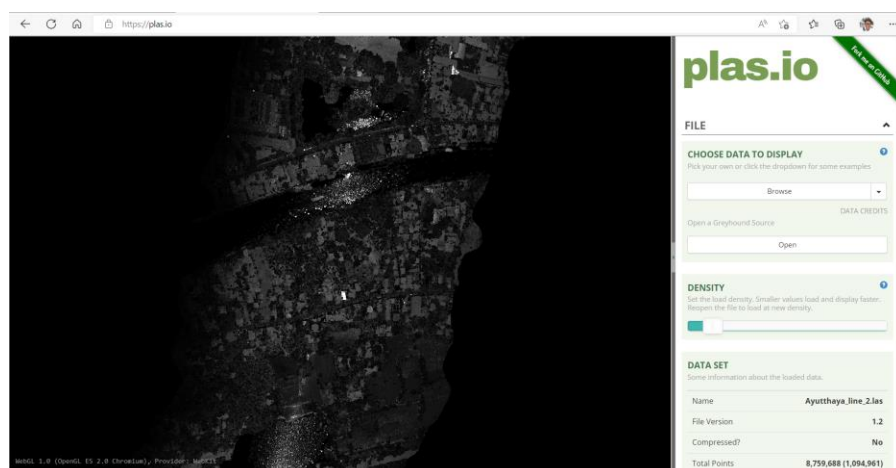 https://plas.io
Fork me on GitHub
plas.io
FILE
CHOOSE DATA TO DISPLAY
Pick your own or click the dropdown for some examples
Browse
DATA CREDITS
Open a Greyhound Source
Open
DENSITY
Set the load density. Smaller values load and display faster.
Reopen the file to load at new density.
DATA SET
Some information about the loaded data.
Name Ayutthaya_line_2.las
File Version 1.2
Compressed? No
Total Points 8,759,688 (1,094,961)
WebGL 1.0 (OpenGL ES 2.0 Chromium), Provider: WebKit